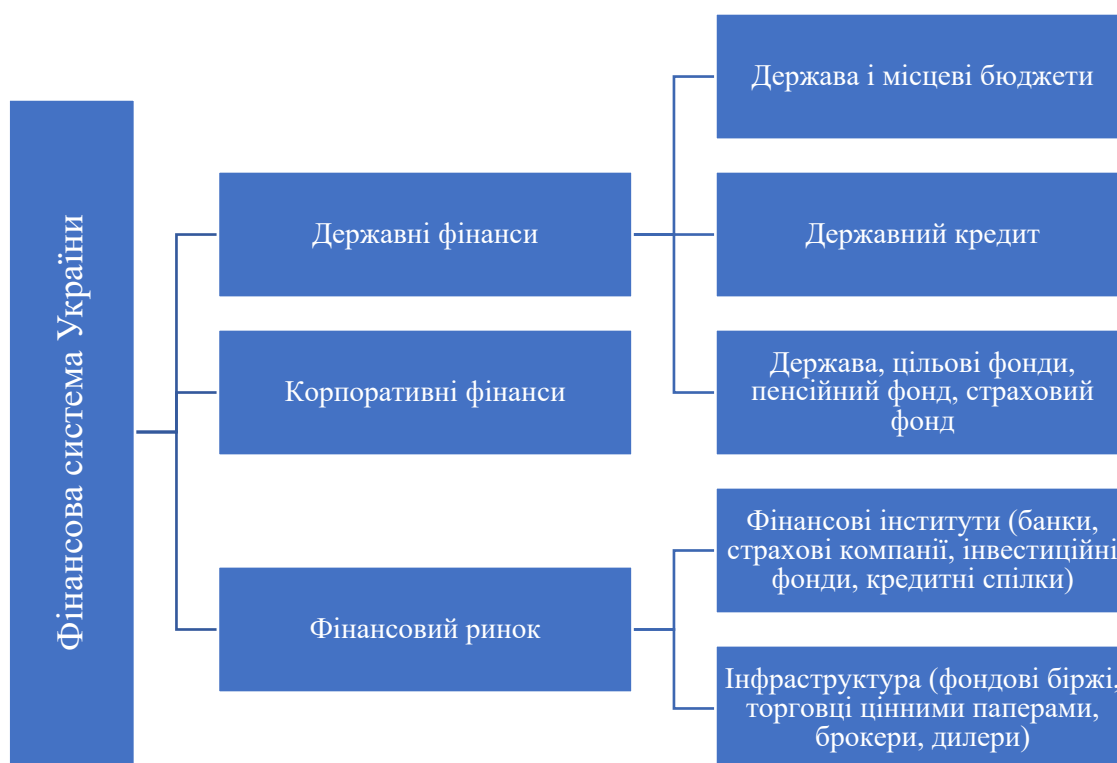 Фінансова система України
Державні фінанси
Держава і місцеві бюджети
Державний кредит
Держава, цільові фонди,
пенсійний фонд, страховий
фонд
Корпоративні фінанси
Фінансовий ринок
Фінансові інститути (банки,
страхові компанії, інвестиційні
фонди, кредитні спілки)
Інфраструктура (фондові біржі,
торговці цінними паперами,
брокери, дилери)